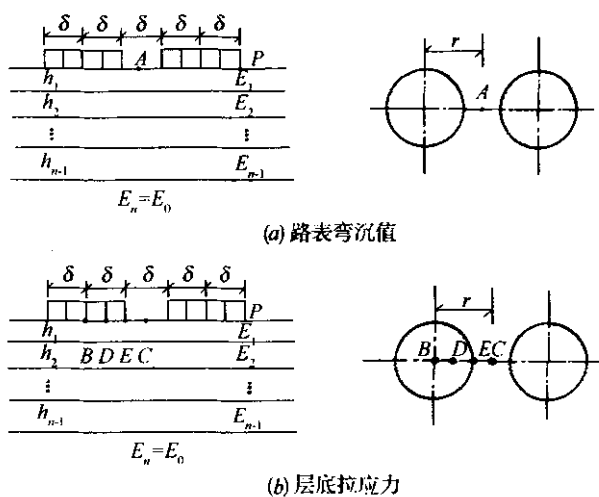 δ δ δ δ δ
A P
h₁ E₁
h₂ E₂
⋮ ⋮
hₙ₋₁ Eₙ₋₁
Eₙ=E₀
r
A
(a) 路表弯沉值
δ δ δ δ δ
P
h₁ E₁
h₂ B D E C E₂
⋮ ⋮
hₙ₋₁ Eₙ₋₁
Eₙ=E₀
r
B D E C
(b) 层底拉应力